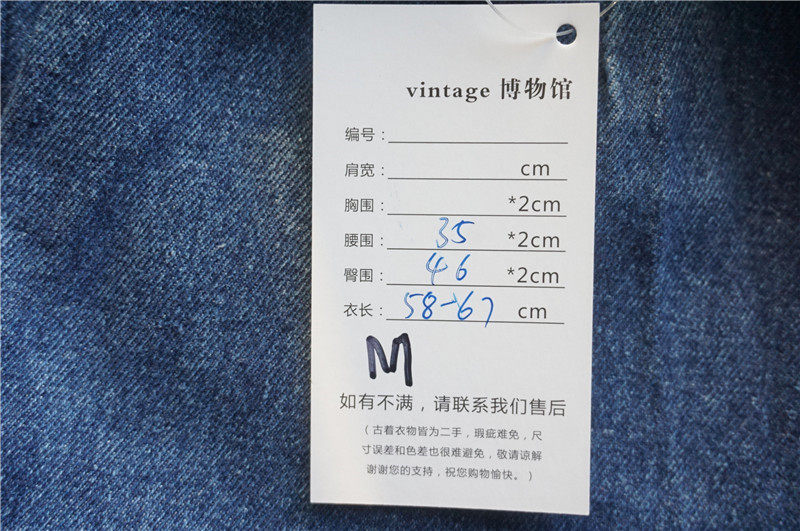 vintage 博物馆
编号：
肩宽： cm
胸围： *2cm
腰围： 35 *2cm
臀围： 46 *2cm
衣长： 58-67 cm
M
如有不满，请联系我们售后
（古着衣物皆为二手，瑕疵难免，尺
寸误差和色差也很难避免，敬请谅解
谢谢您的支持，祝您购物愉快。）